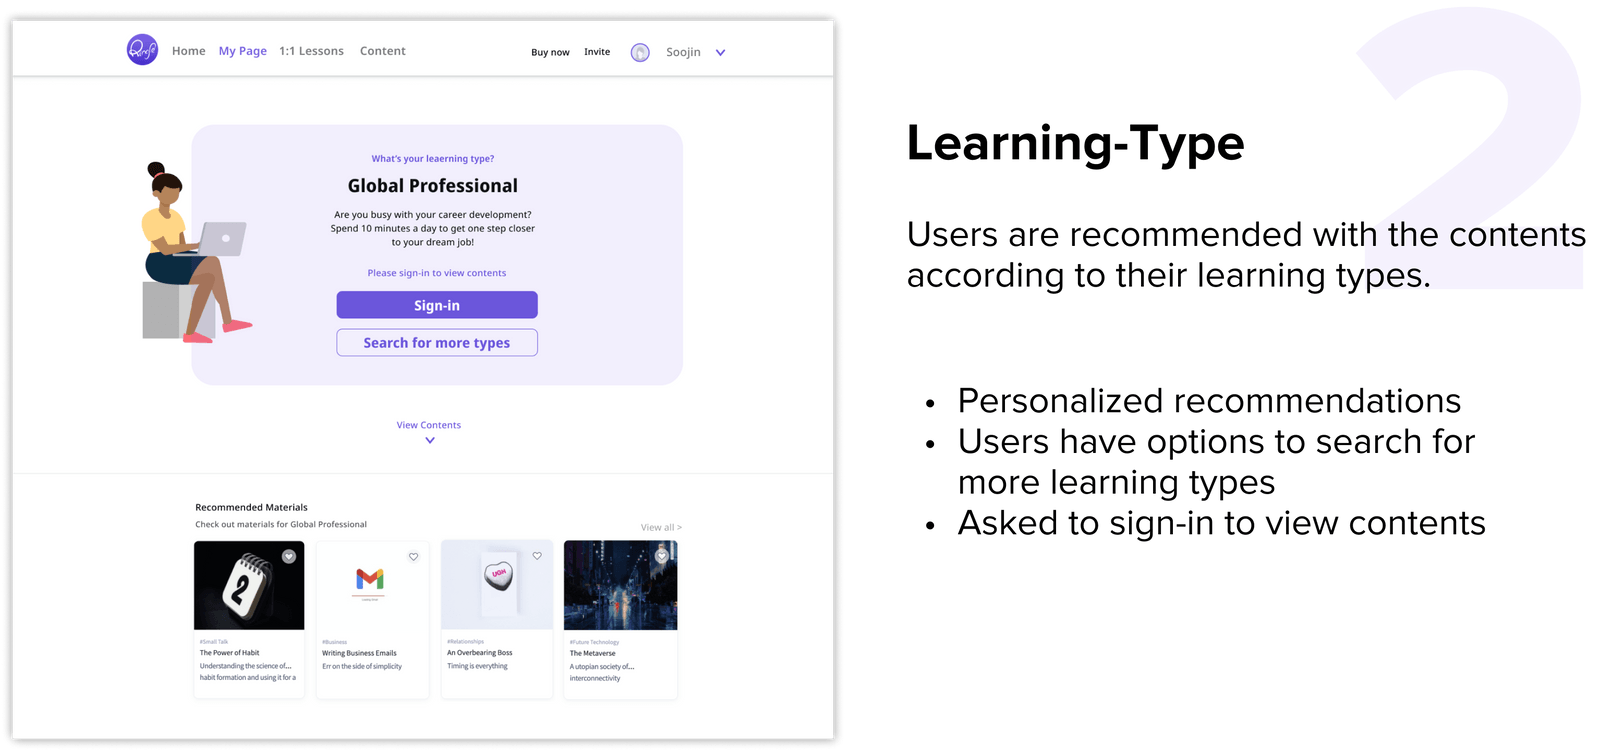 Home My Page 1:1 Lessons Content Buy now Invite Soojin
What's your leaerning type?
Global Professional
Are you busy with your career development?
Spend 10 minutes a day to get one step closer
to your dream job!
Please sign-in to view contents
Sign-in
Search for more types
View Contents
Recommended Materials
Check out materials for Global Professional
View all >
2
UGH
#Small Talk
The Power of Habit
Understanding the science of...
habit formation and using it for a
#Business
Writing Business Emails
Err on the side of simplicity
#Relationships
An Overbearing Boss
Timing is everything
#Future Technology
The Metaverse
A utopian society of...
interconnectivity
2
Learning-Type
Users are recommended with the contents
according to their learning types.
• Personalized recommendations
• Users have options to search for
more learning types
• Asked to sign-in to view contents